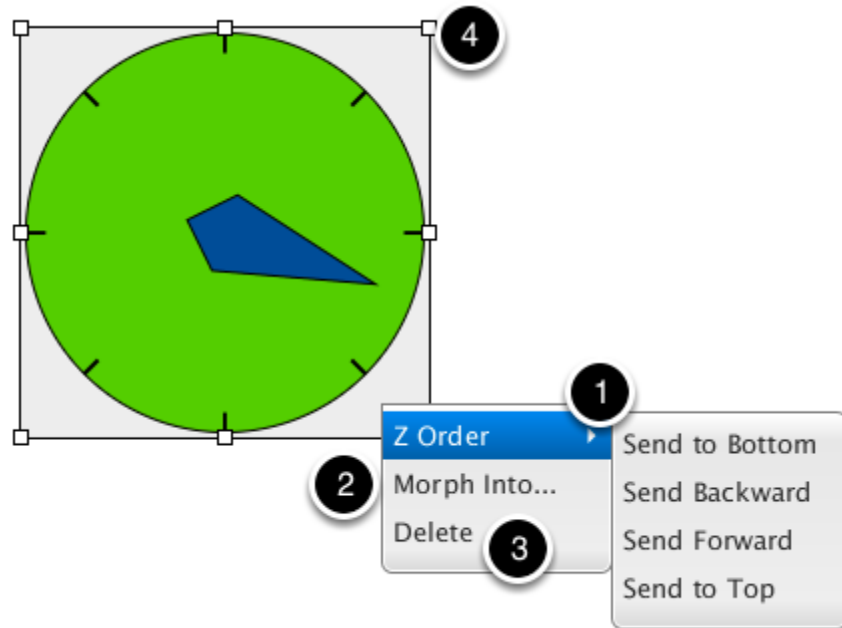 4
1
Z Order
Send to Bottom
2
Morph Into...
Send Backward
Delete
3
Send Forward
Send to Top